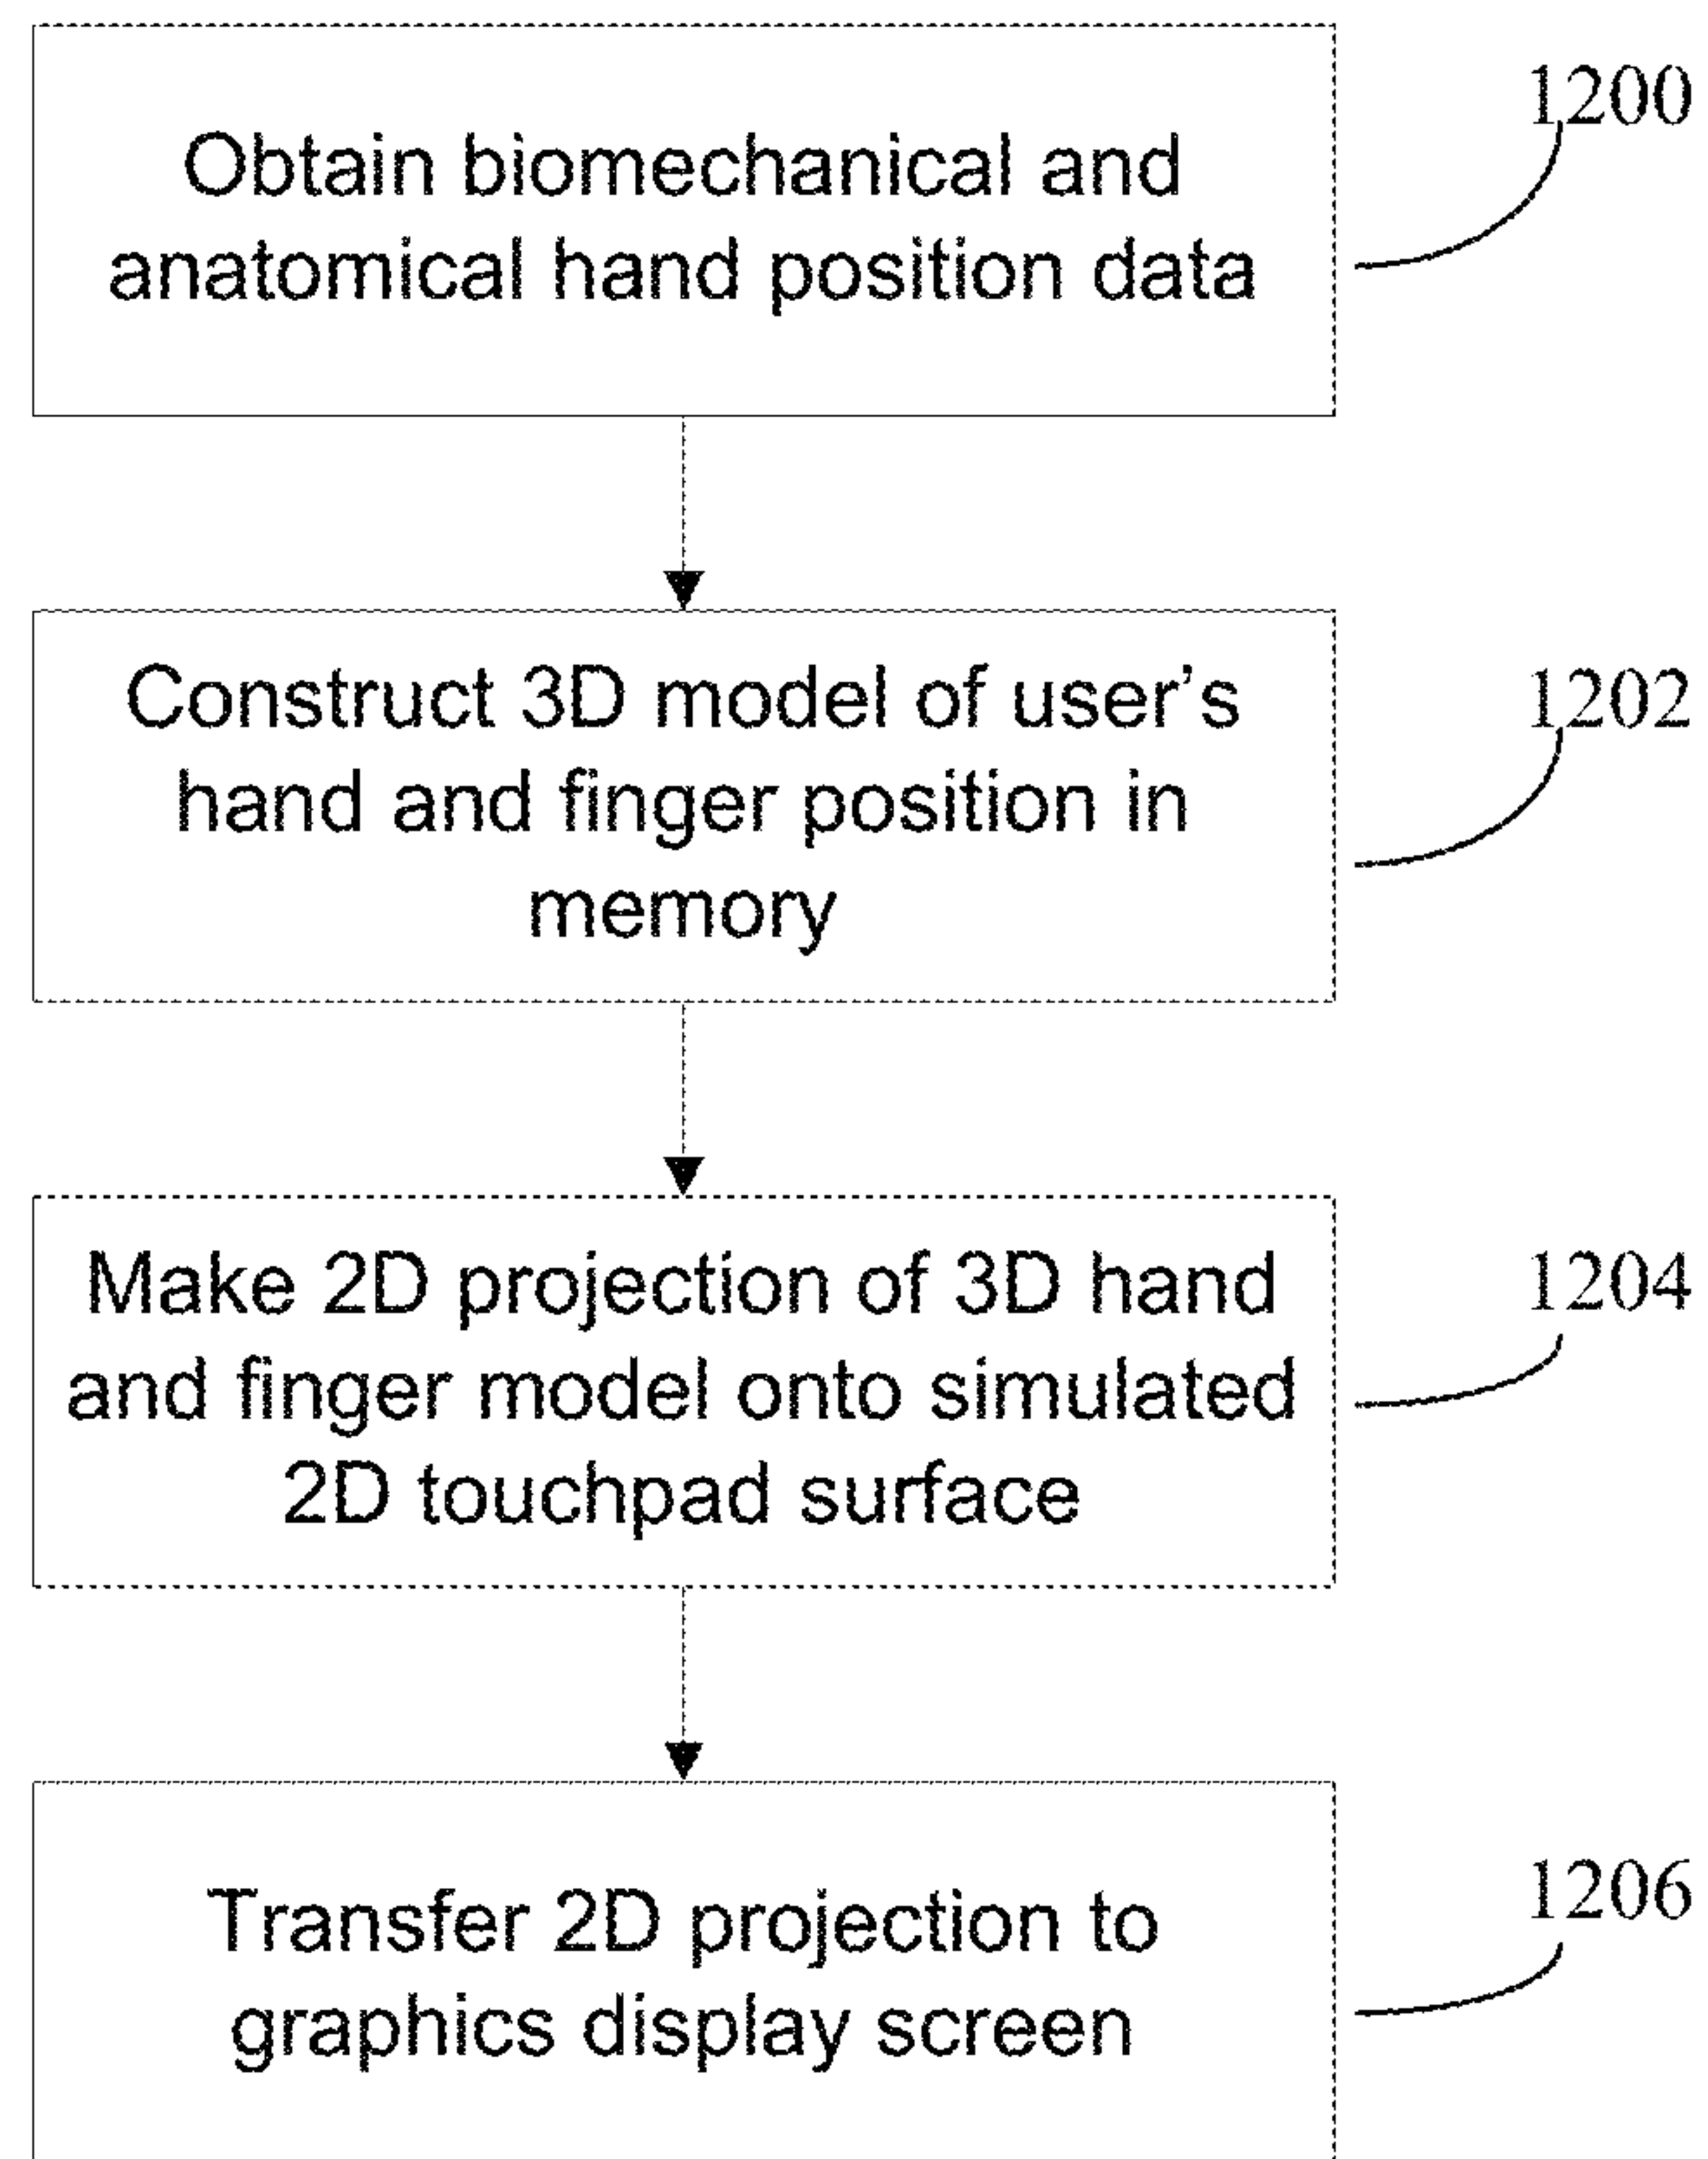 Obtain biomechanical and
anatomical hand position data
1200
Construct 3D model of user's
hand and finger position in
memory
1202
Make 2D projection of 3D hand
and finger model onto simulated
2D touchpad surface
1204
Transfer 2D projection to
graphics display screen
1206